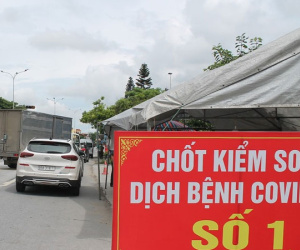 CHỐT KIỂM SO
DỊCH BỆNH COVI
SỐ 1